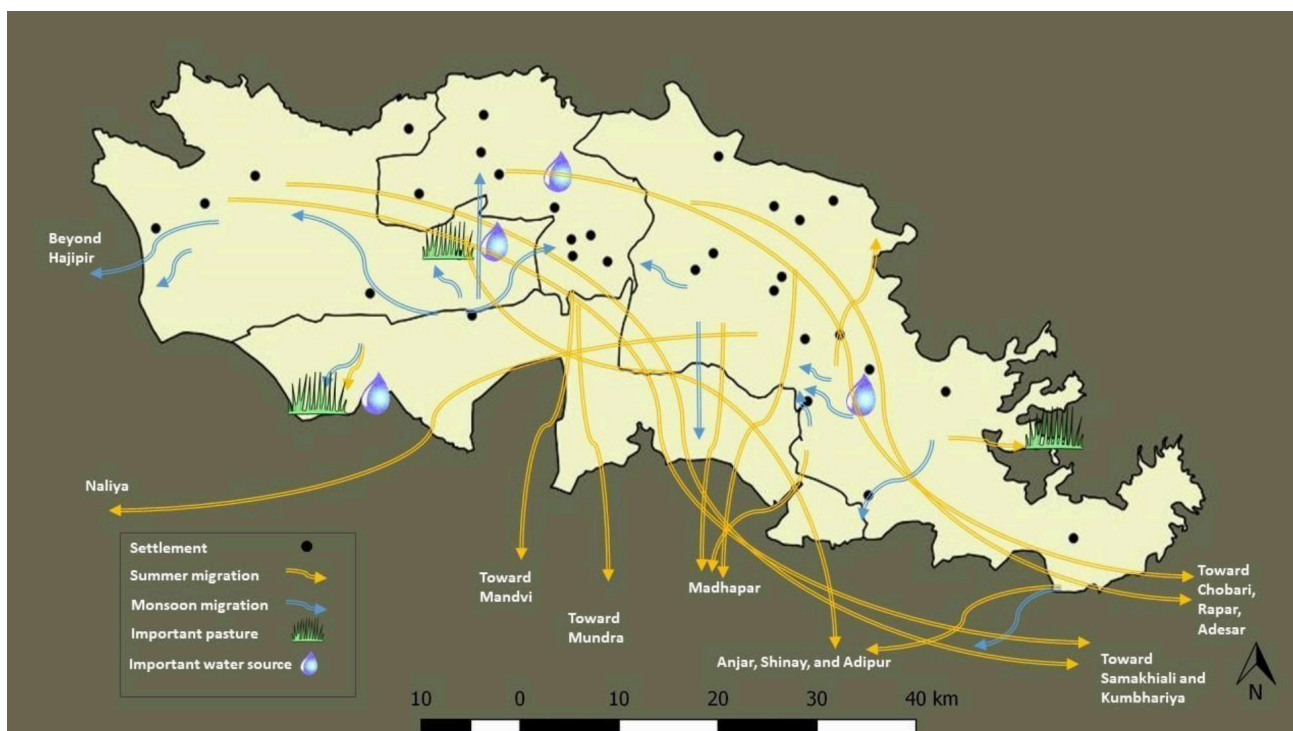 Beyond
Hajipir
Naliya
Settlement
Summer migration
Monsoon migration
Important pasture
Important water source
Toward
Mandvi
Toward
Mundra
Madhapar
Anjar, Shinay, and Adipur
Toward
Chobari,
Rapar,
Adesar
Toward
Samakhiali and
Kumbhariya
N
10 0 10 20 30 40 km